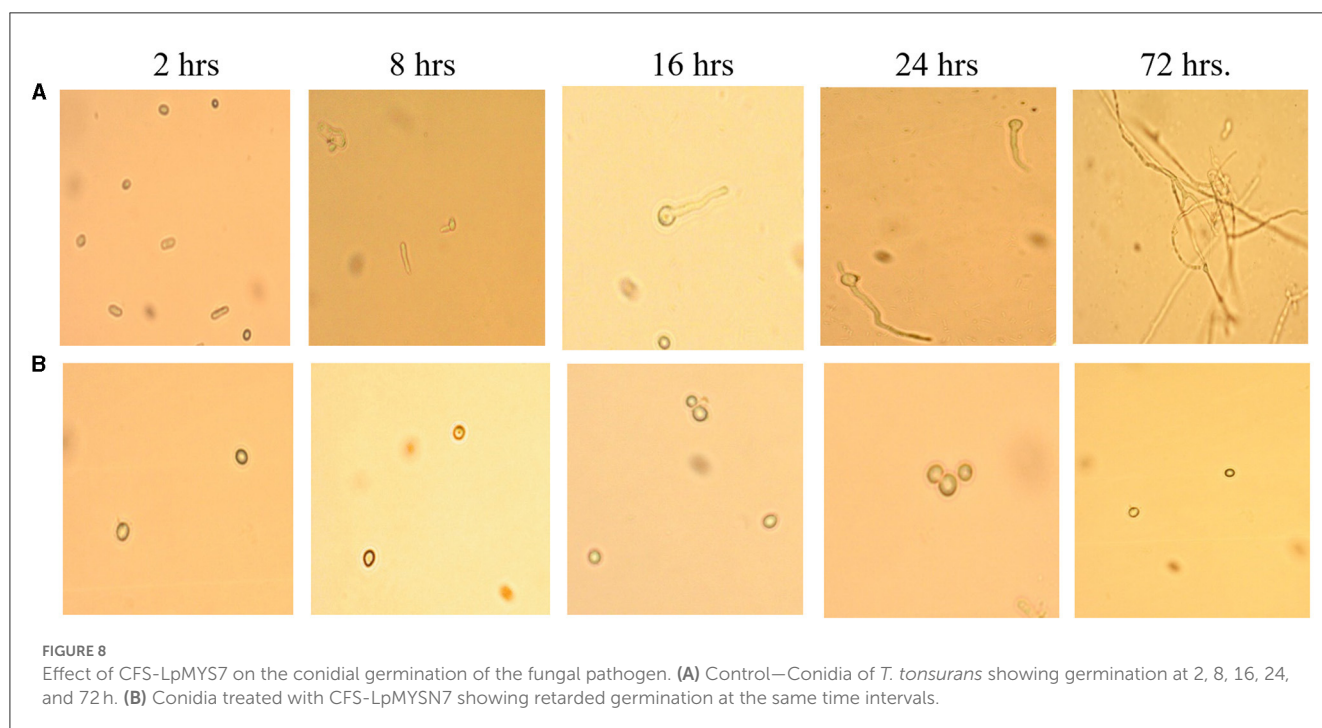 2 hrs 8 hrs 16 hrs 24 hrs 72 hrs.
A
B
FIGURE 8
Effect of CFS-LpMYS7 on the conidial germination of the fungal pathogen. (A) Control—Conidia of T. tonsurans showing germination at 2, 8, 16, 24,
and 72 h. (B) Conidia treated with CFS-LpMYSN7 showing retarded germination at the same time intervals.